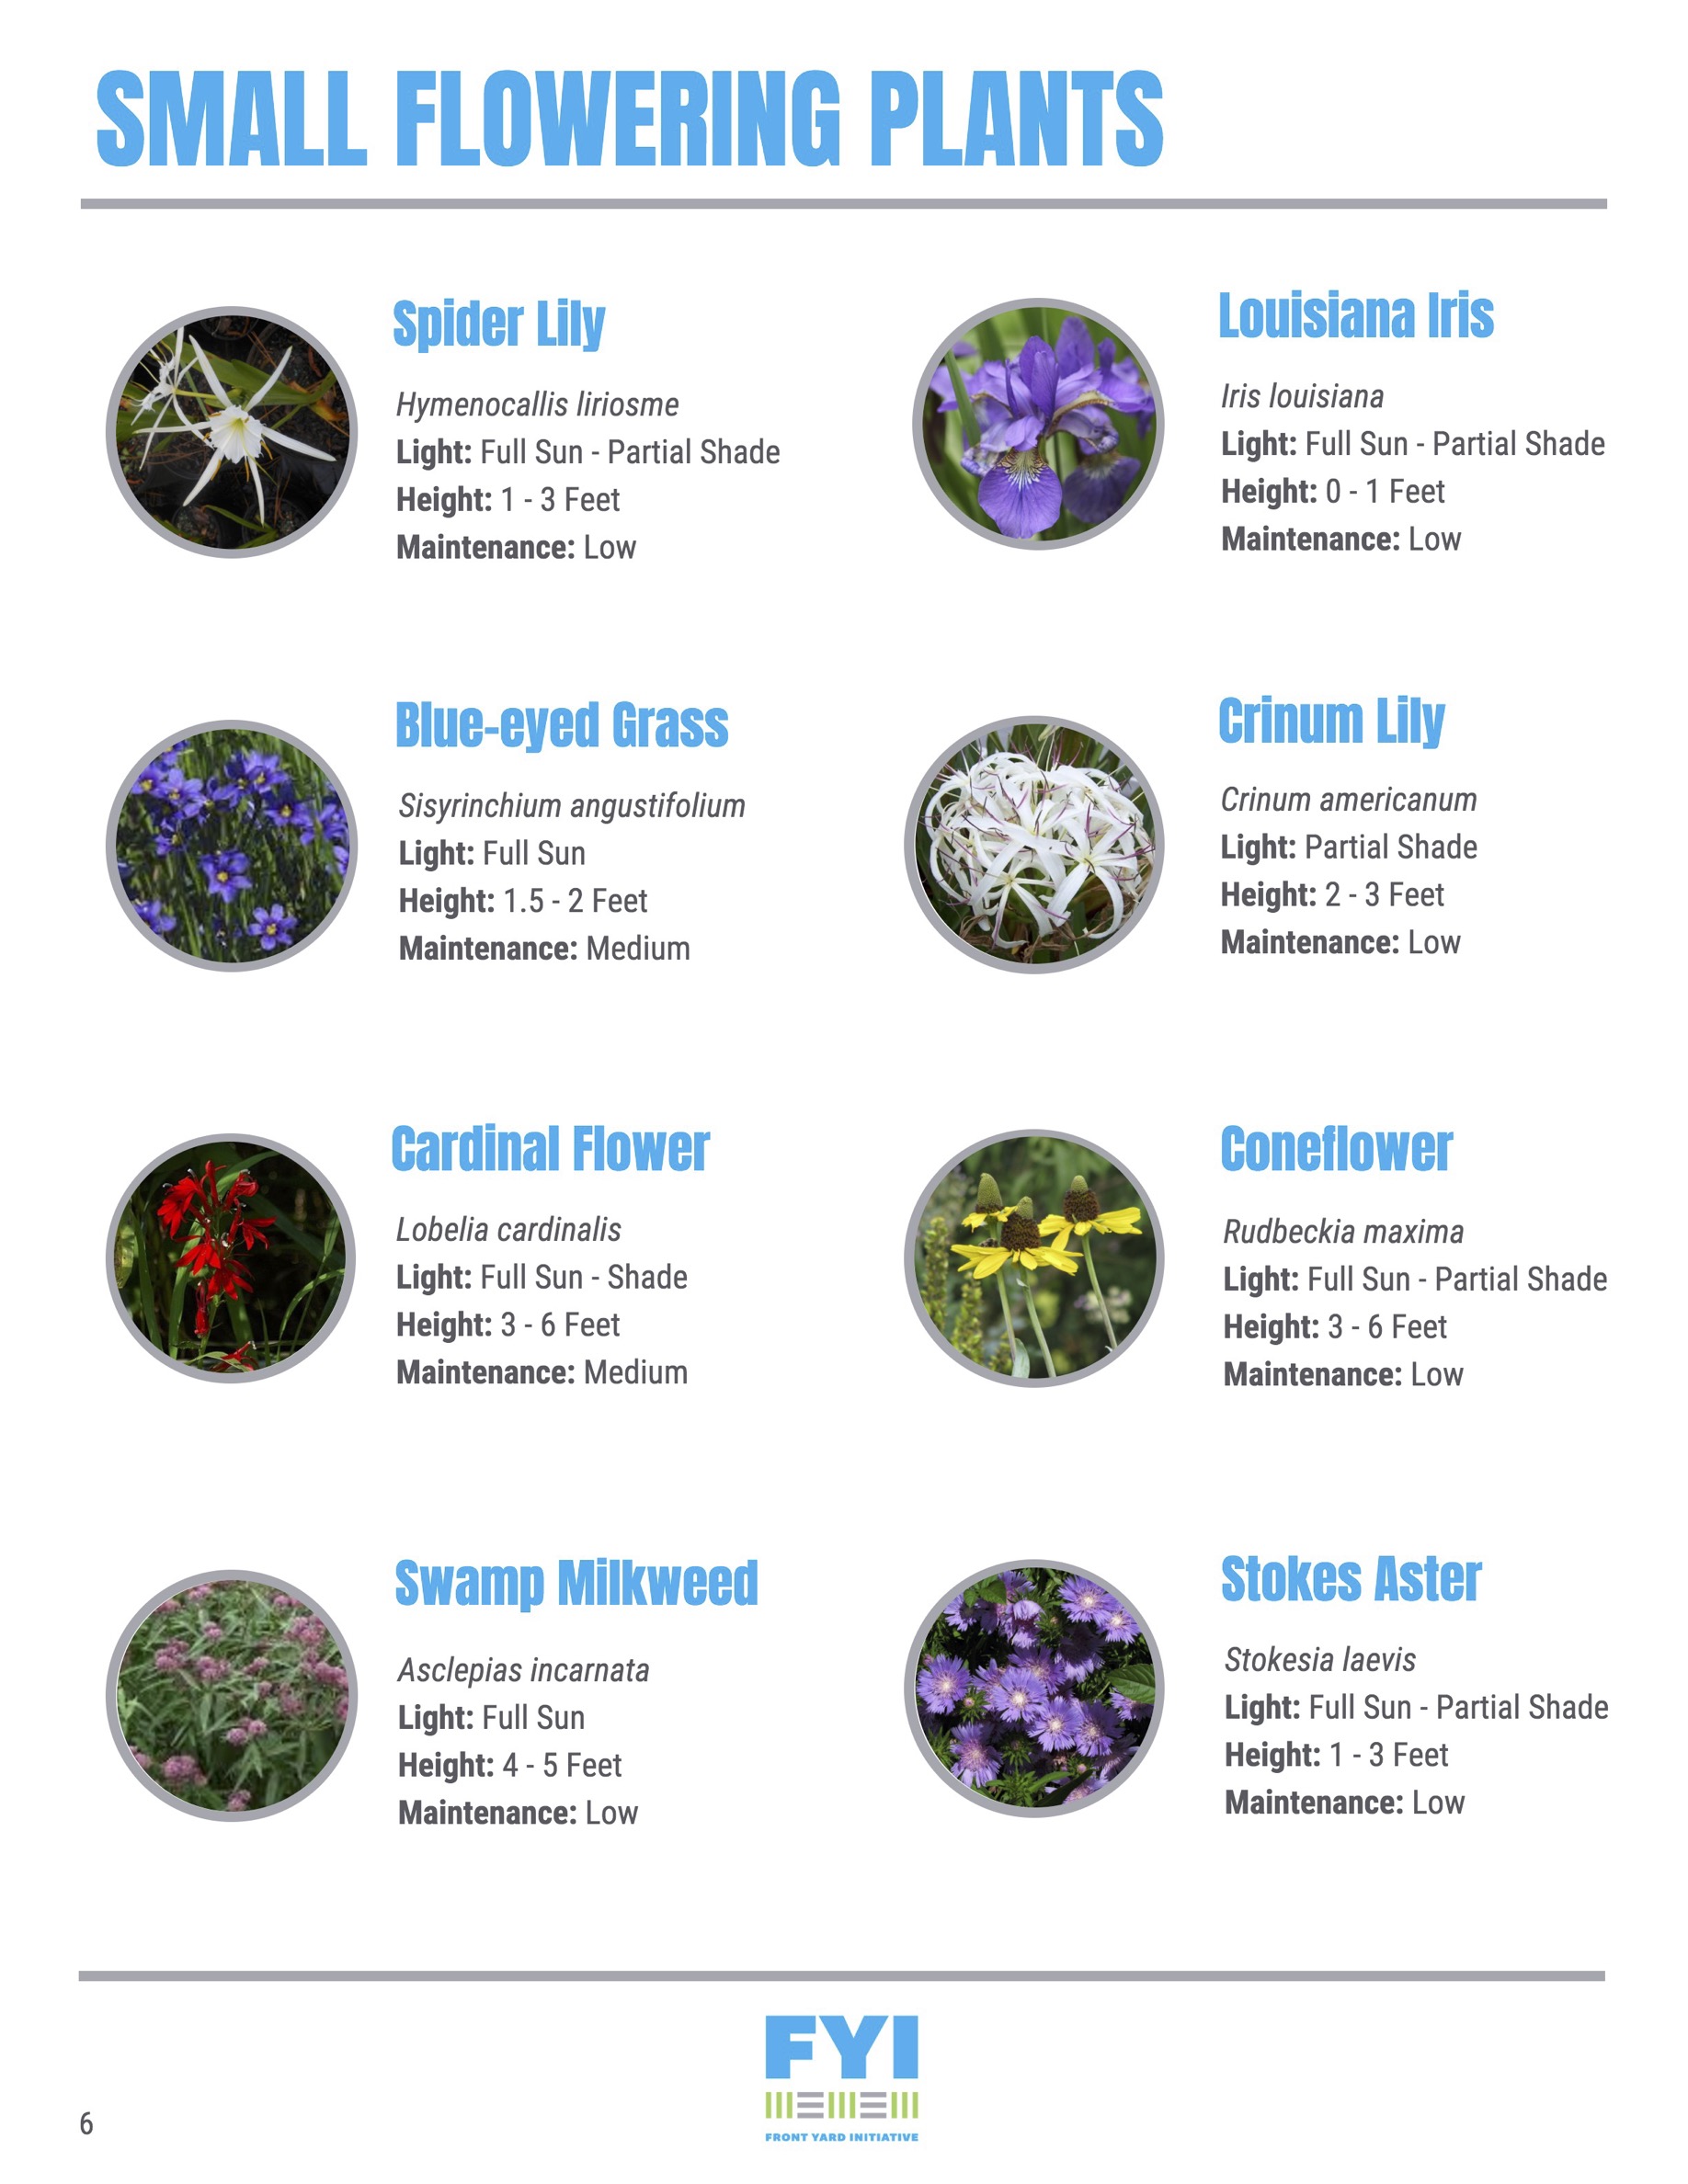 SMALL FLOWERING PLANTS
Spider Lily
Hymenocallis liriosme
Light: Full Sun - Partial Shade
Height: 1 - 3 Feet
Maintenance: Low
Louisiana Iris
Iris louisiana
Light: Full Sun - Partial Shade
Height: 0 - 1 Feet
Maintenance: Low
Blue-eyed Grass
Sisyrinchium angustifolium
Light: Full Sun
Height: 1.5 - 2 Feet
Maintenance: Medium
Crinum Lily
Crinum americanum
Light: Partial Shade
Height: 2 - 3 Feet
Maintenance: Low
Cardinal Flower
Lobelia cardinalis
Light: Full Sun - Shade
Height: 3 - 6 Feet
Maintenance: Medium
Coneflower
Rudbeckia maxima
Light: Full Sun - Partial Shade
Height: 3 - 6 Feet
Maintenance: Low
Swamp Milkweed
Asclepias incarnata
Light: Full Sun
Height: 4 - 5 Feet
Maintenance: Low
Stokes Aster
Stokesia laevis
Light: Full Sun - Partial Shade
Height: 1 - 3 Feet
Maintenance: Low
FYI
FRONT YARD INITIATIVE
6